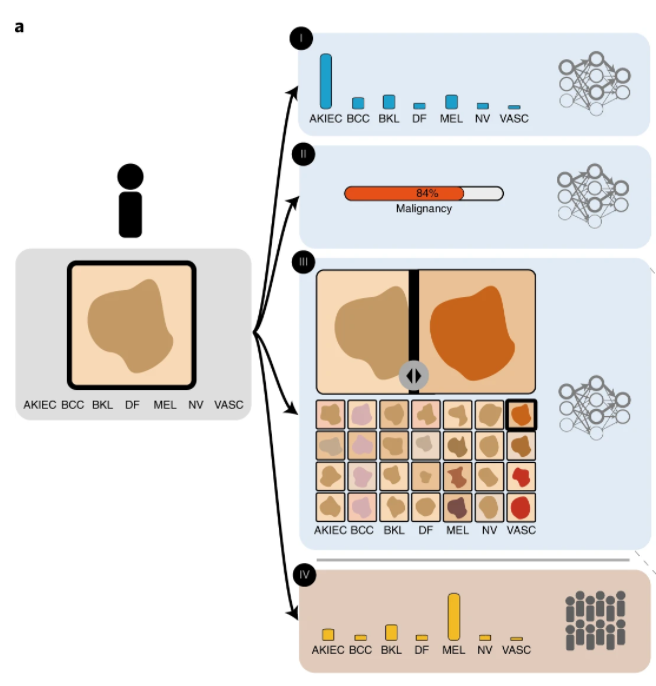 a
I
AKIEC BCC BKL DF MEL NV VASC
II
84%
Malignancy
III
AKIEC BCC BKL DF MEL NV VASC
AKIEC BCC BKL DF MEL NV VASC
IV
AKIEC BCC BKL DF MEL NV VASC